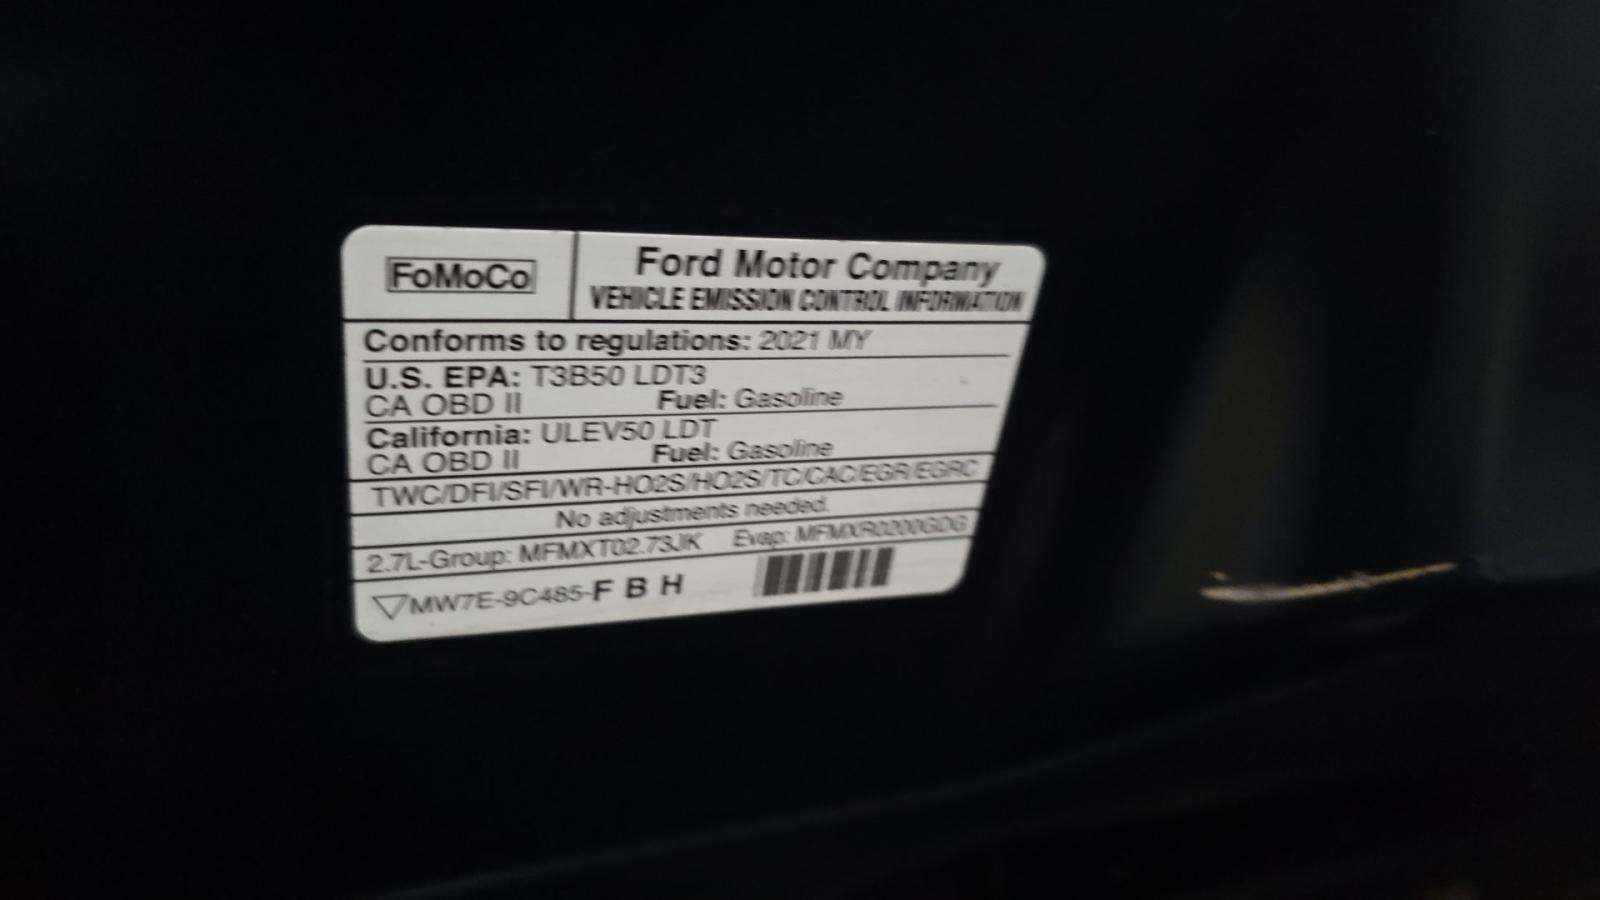 FoMoCo
Ford Motor Company
VEHICLE EMISSION CONTROL INFORMATION
Conforms to regulations: 2021 MY
U.S. EPA: T3B50 LDT3
CA OBD II Fuel: Gasoline
California: ULEV50 LDT
CA OBD II Fuel: Gasoline
TWC/DFI/SFI/WR-HO2S/HO2S/TC/CAC/EGR/EGRC
No adjustments needed.
2.7L-Group: MFMXT02.73JK Evap: MFMXR0200GDG
MW7E-9C485-F B H